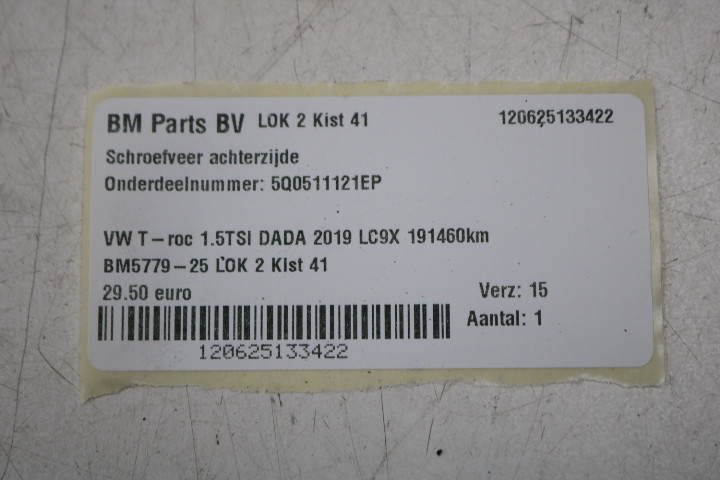 BM Parts BV LOK 2 Kist 41 120625133422
Schroefveer achterzijde
Onderdeelnummer: 5Q0511121EP
VW T-roc 1.5TSI DADA 2019 LC9X 191460km
BM5779-25 LOK 2 Kist 41
29.50 euro Verz: 15
Aantal: 1
120625133422